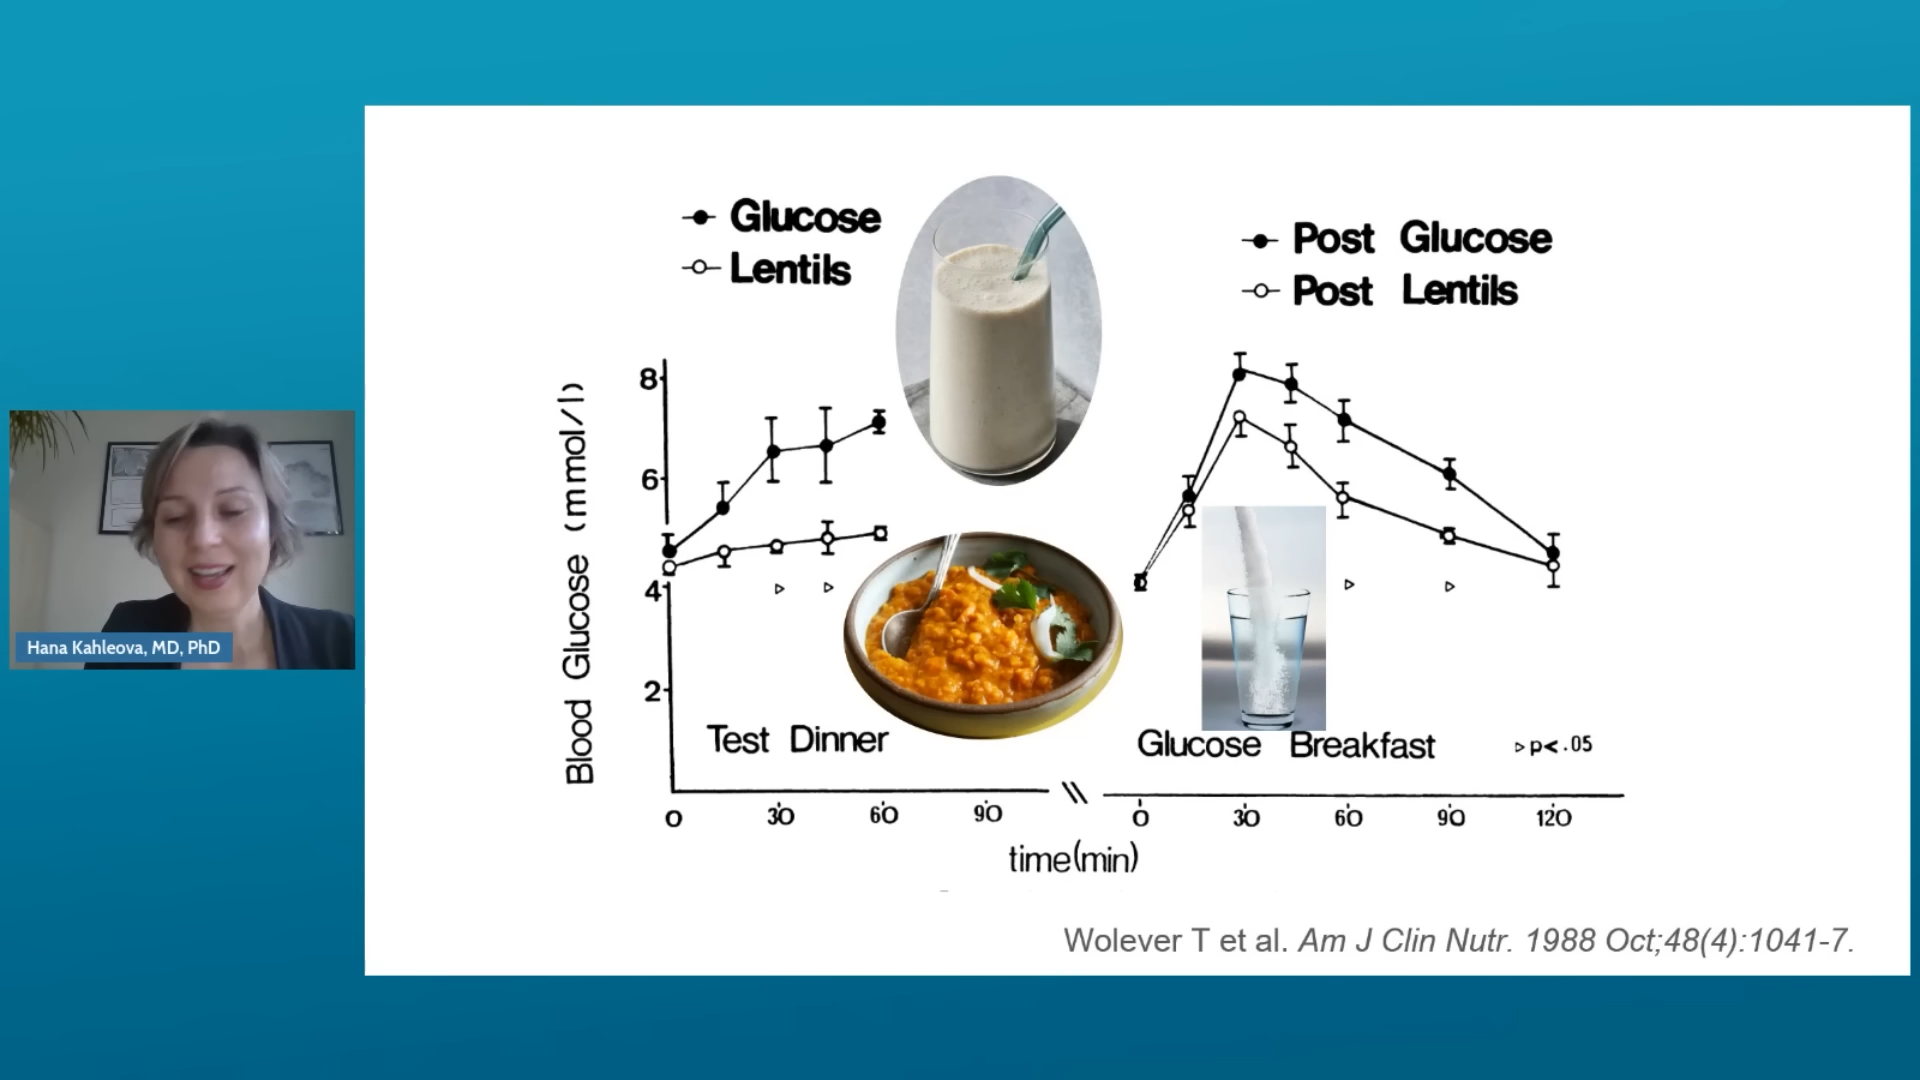 Glucose
Lentils
Post Glucose
Post Lentils
Blood Glucose (mmol/l)
8
6
4
2
Test Dinner
Glucose Breakfast
▹p<.05
0 30 60 90
0 30 60 90 120
time(min)
Wolever T et al. Am J Clin Nutr. 1988 Oct;48(4):1041-7.
Hana Kahleova, MD, PhD